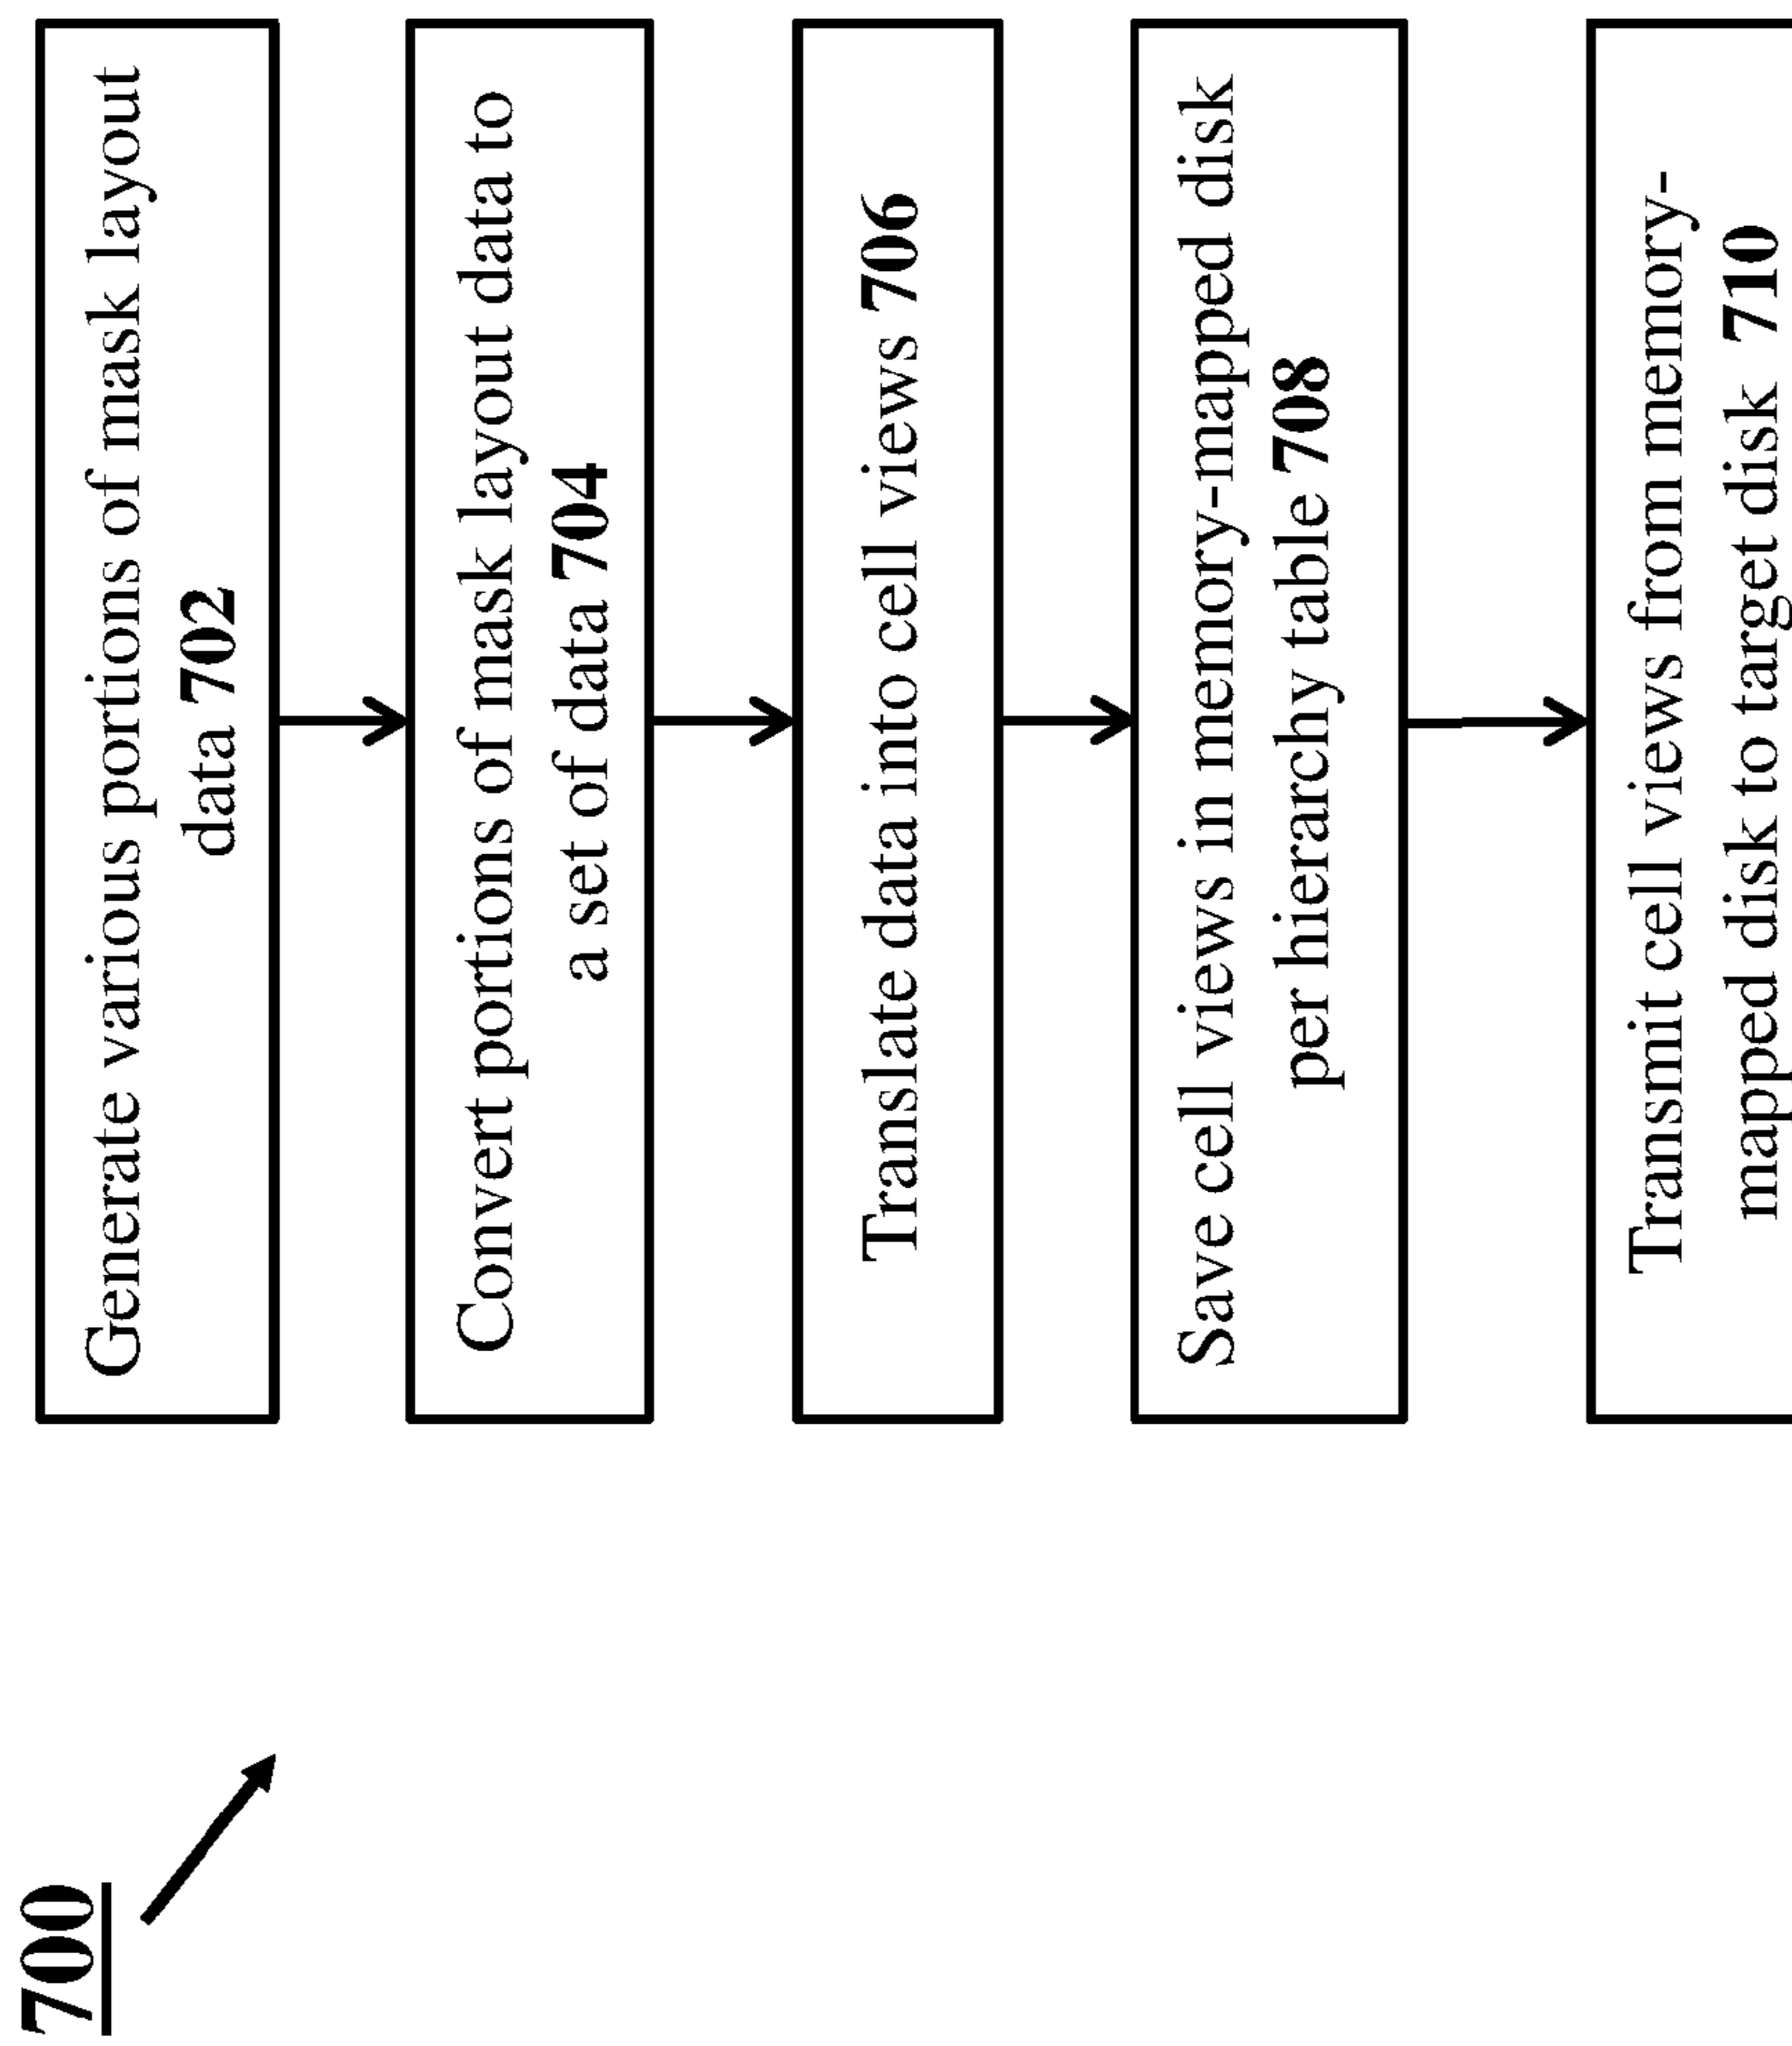 700
Generate various portions of mask layout
data 702
Convert portions of mask layout data to
a set of data 704
Translate data into cell views 706
Save cell views in memory-mapped disk
per hierarchy table 708
Transmit cell views from memory-
mapped disk to target disk 710